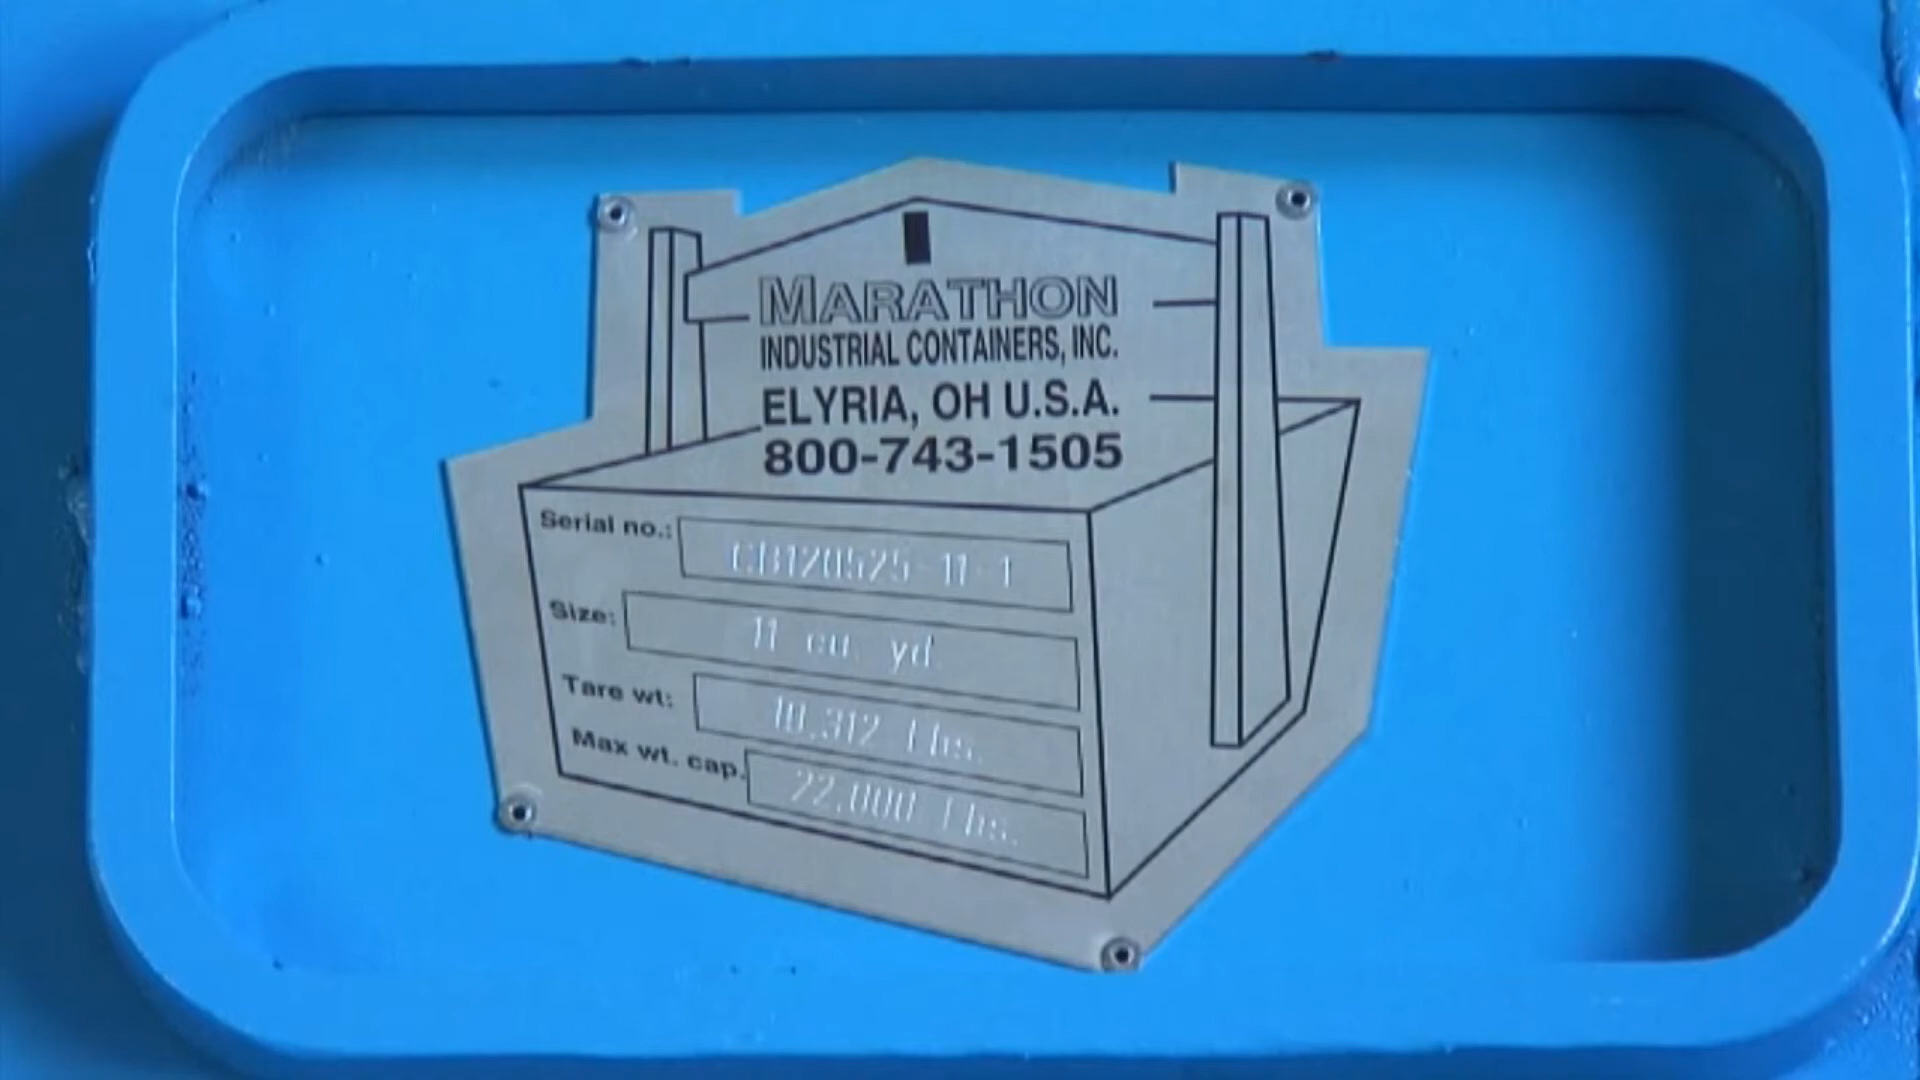 MARATHON
INDUSTRIAL CONTAINERS, INC.
ELYRIA, OH U.S.A.
800-743-1505
Serial no.: CB120525-11-1
Size: 11 cu. yd.
Tare wt: 10,312 lbs.
Max wt. cap. 22,000 lbs.